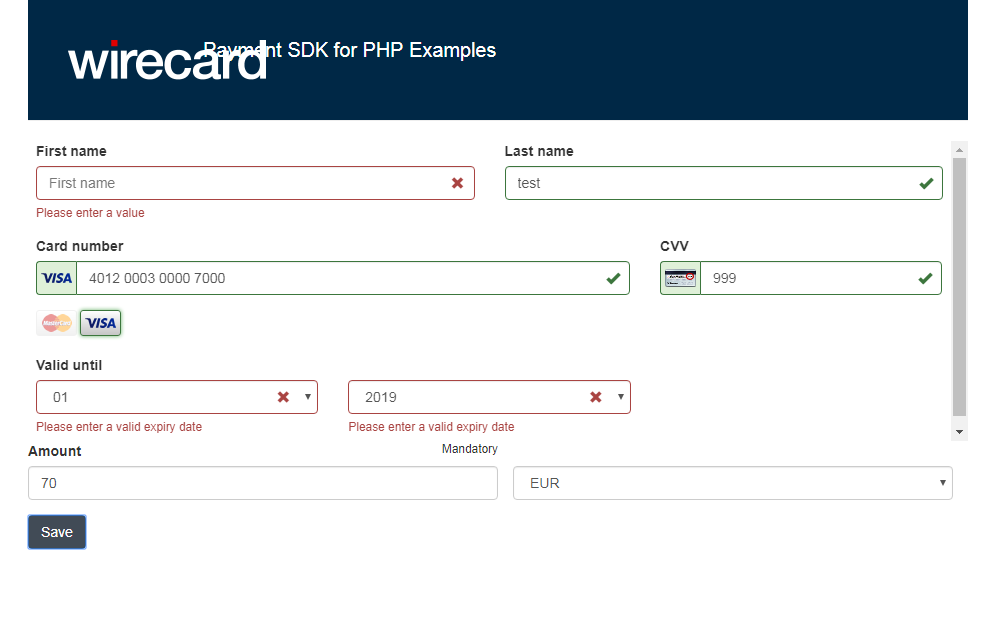 wirecard
Payment SDK for PHP Examples
First name
Last name
First name
test
Please enter a value
Card number
CVV
VISA
4012 0003 0000 7000
999
MasterCard
VISA
Valid until
01
2019
Please enter a valid expiry date
Please enter a valid expiry date
Mandatory
Amount
70
EUR
Save